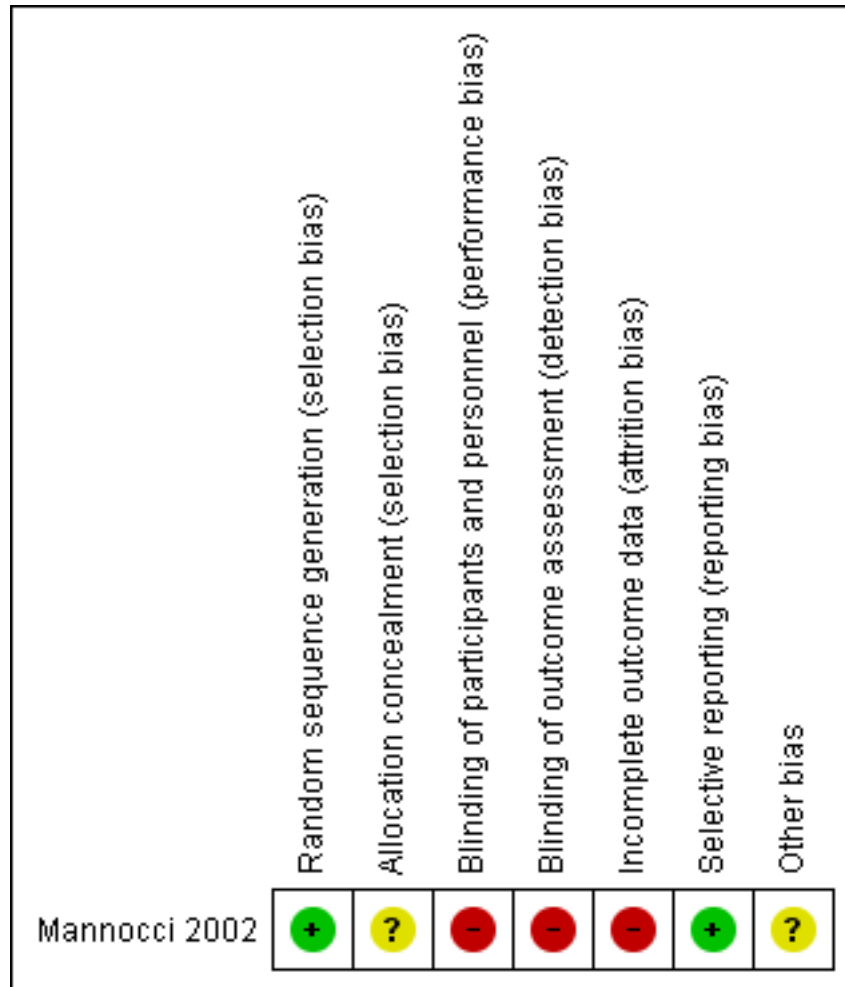 Random sequence generation (selection bias)
Allocation concealment (selection bias)
Blinding of participants and personnel (performance bias)
Blinding of outcome assessment (detection bias)
Incomplete outcome data (attrition bias)
Selective reporting (reporting bias)
Other bias
Mannocci 2002 + ? - - - + ?